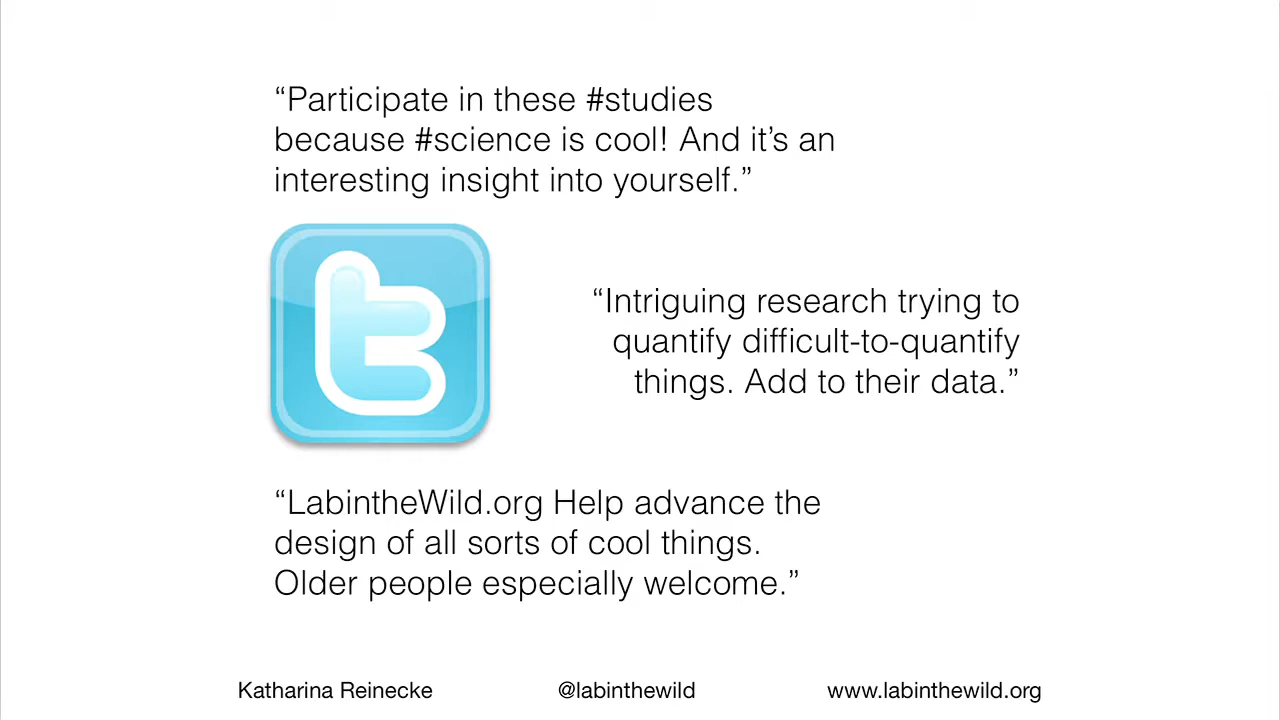 “Participate in these #studies
because #science is cool! And it’s an
interesting insight into yourself.”
t
“Intriguing research trying to
quantify difficult-to-quantify
things. Add to their data.”
“LabintheWild.org Help advance the
design of all sorts of cool things.
Older people especially welcome.”
Katharina Reinecke @labinthewild www.labinthewild.org